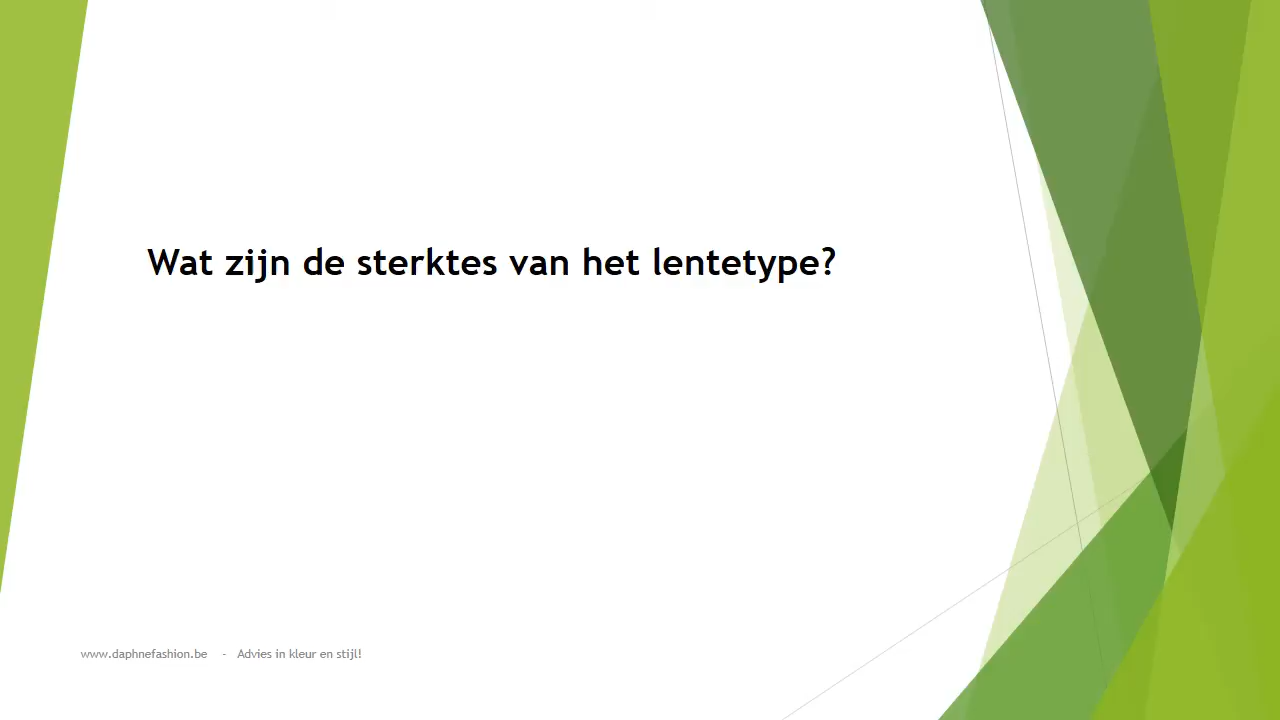 Wat zijn de sterktes van het lentetype?
www.daphnefashion.be - Advies in kleur en stijl!